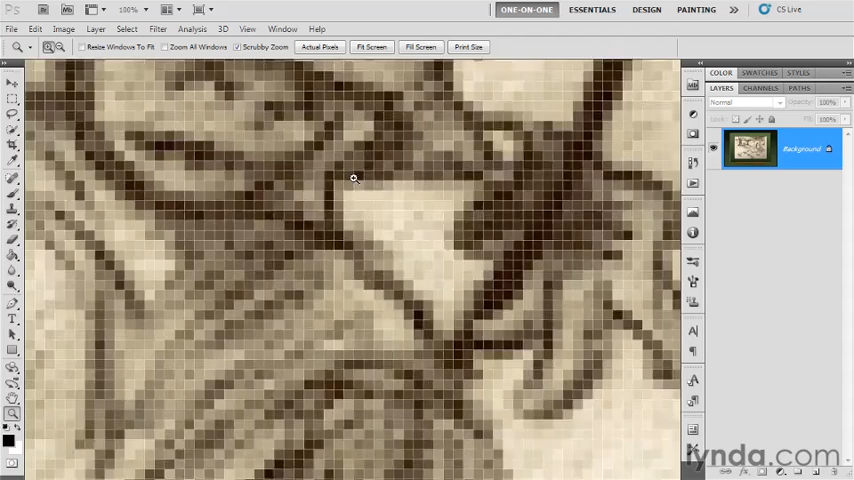 Ps Br Mb 100% ONE-ON-ONE ESSENTIALS DESIGN PAINTING CS Live
File Edit Image Layer Select Filter Analysis 3D View Window Help
Resize Windows To Fit Zoom All Windows Scrubby Zoom Actual Pixels Fit Screen Fill Screen Print Size
COLOR SWATCHES STYLES
LAYERS CHANNELS PATHS
Normal Opacity: 100%
Lock: Fill: 100%
Background
lynda.com